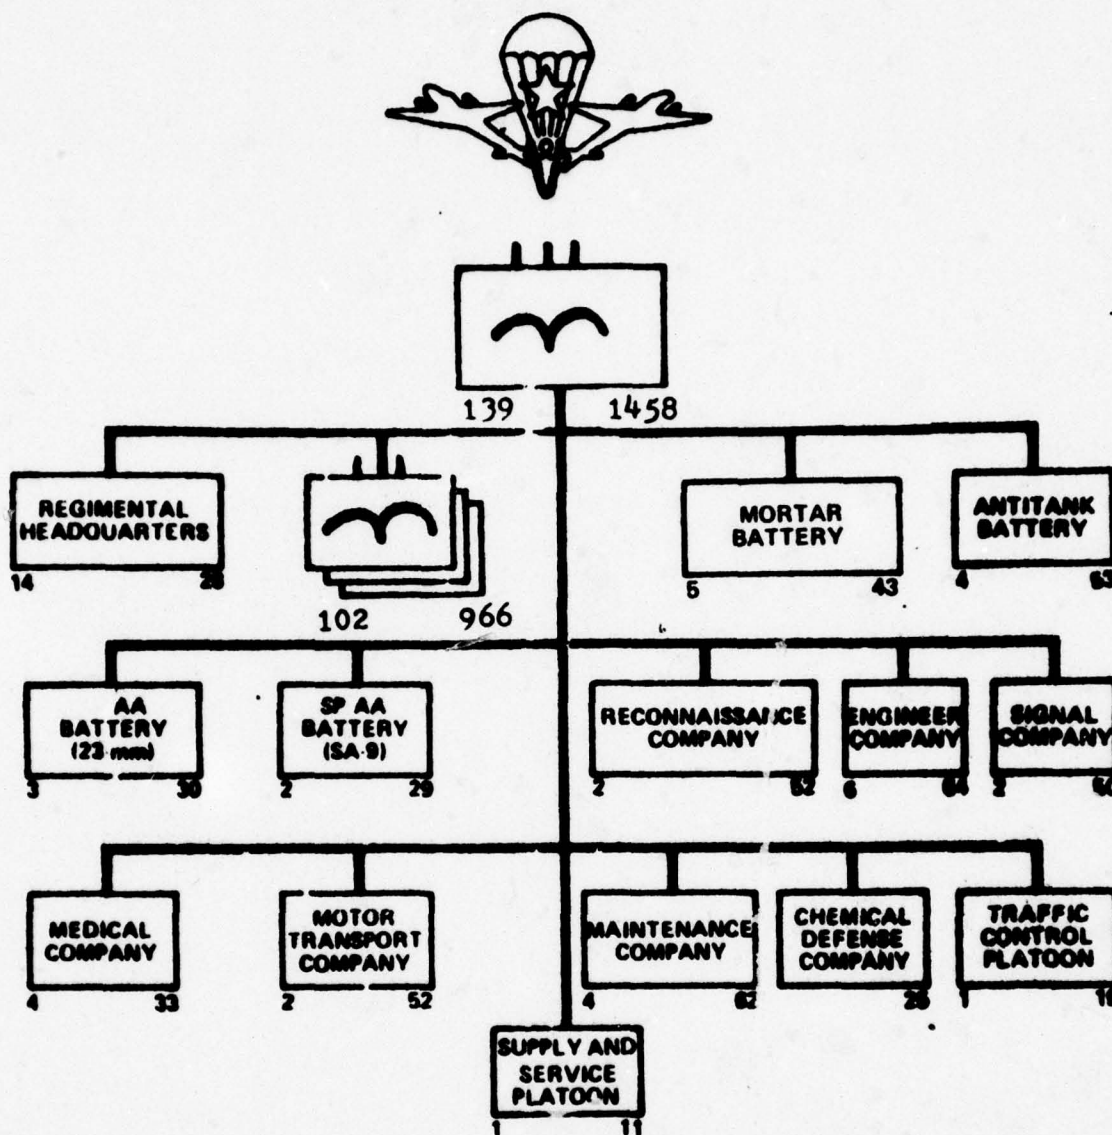 139 1458
REGIMENTAL
HEADQUARTERS
14
102 966
MORTAR
BATTERY
5 43
ANTITANK
BATTERY
4
AA
BATTERY
(23 mm)
3 30
SP AA
BATTERY
(SA-9)
2 29
RECONNAISSANCE
COMPANY
2 52
ENGINEER
COMPANY
6 64
SIGNAL
COMPANY
2
MEDICAL
COMPANY
4 33
MOTOR
TRANSPORT
COMPANY
2 52
MAINTENANCE
COMPANY
4 62
CHEMICAL
DEFENSE
COMPANY
TRAFFIC
CONTROL
PLATOON
1
SUPPLY AND
SERVICE
PLATOON
1 11